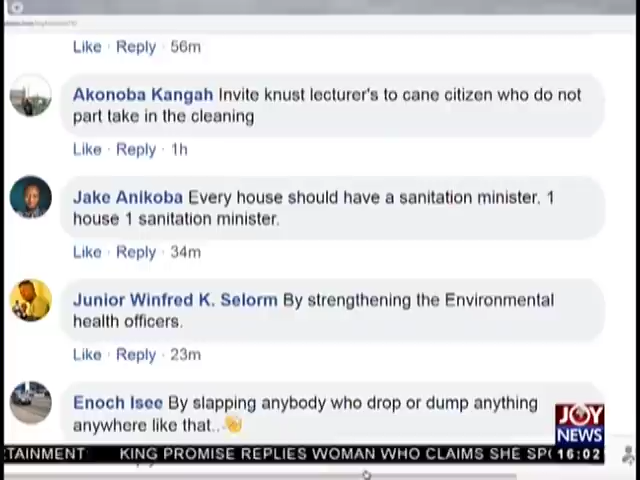 Like · Reply · 56m
Akonoba Kangah Invite knust lecturer's to cane citizen who do not
part take in the cleaning
Like · Reply · 1h
Jake Anikoba Every house should have a sanitation minister. 1
house 1 sanitation minister.
Like · Reply · 34m
Junior Winfred K. Selorm By strengthening the Environmental
health officers.
Like · Reply · 23m
Enoch Isee By slapping anybody who drop or dump anything
anywhere like that..👏
JOY
NEWS
TAINMENT KING PROMISE REPLIES WOMAN WHO CLAIMS SHE SP 16:02